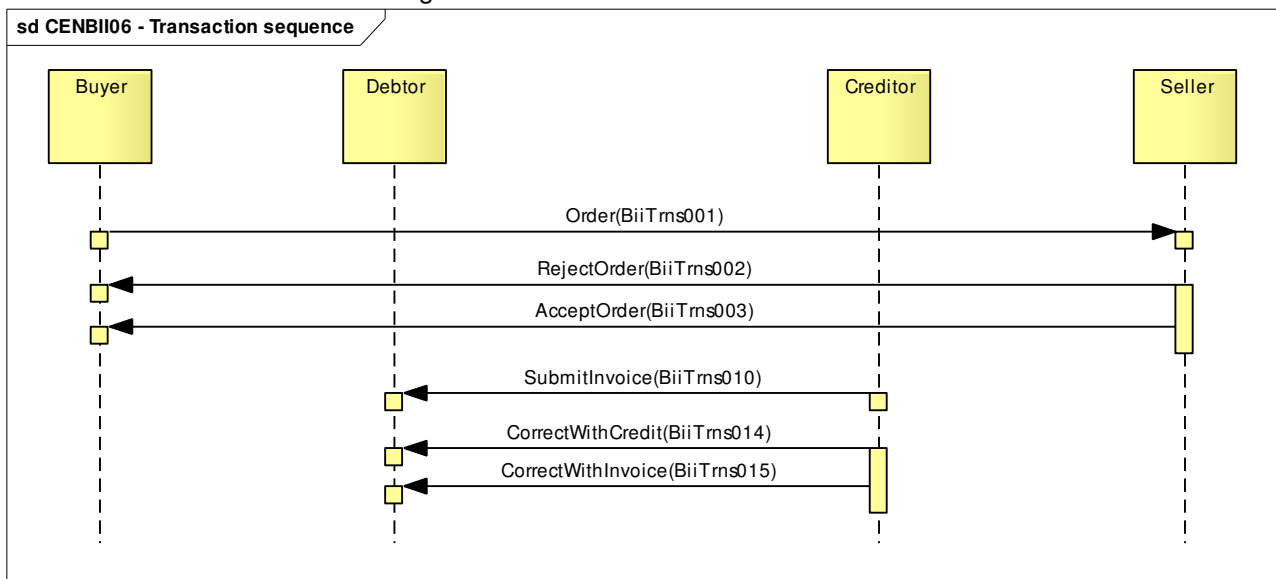 sd CENBII06 - Transaction sequence
Buyer
Debtor
Creditor
Seller
Order(BiiTrns001)
RejectOrder(BiiTrns002)
AcceptOrder(BiiTrns003)
SubmitInvoice(BiiTrns010)
CorrectWithCredit(BiiTrns014)
CorrectWithInvoice(BiiTrns015)